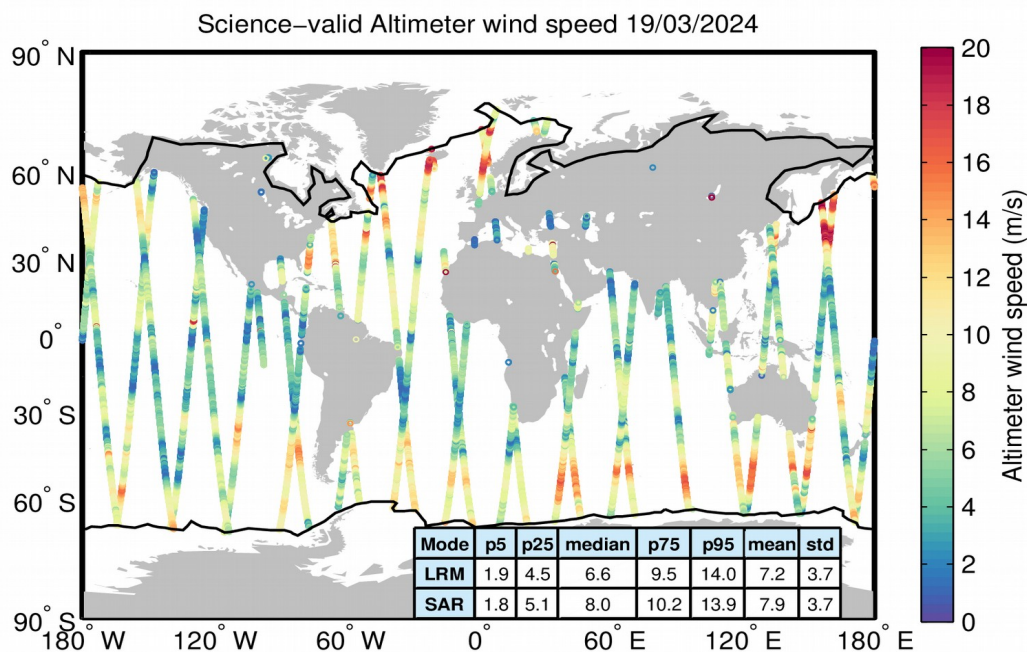 Science−valid Altimeter wind speed 19/03/2024
90° N
60° N
30° N
0°
30° S
60° S
90° S
180° W
120° W
60° W
0°
60° E
120° E
180° E
Mode p5 p25 median p75 p95 mean std
LRM 1.9 4.5 6.6 9.5 14.0 7.2 3.7
SAR 1.8 5.1 8.0 10.2 13.9 7.9 3.7
20
18
16
14
12
10
8
6
4
2
0
Altimeter wind speed (m/s)